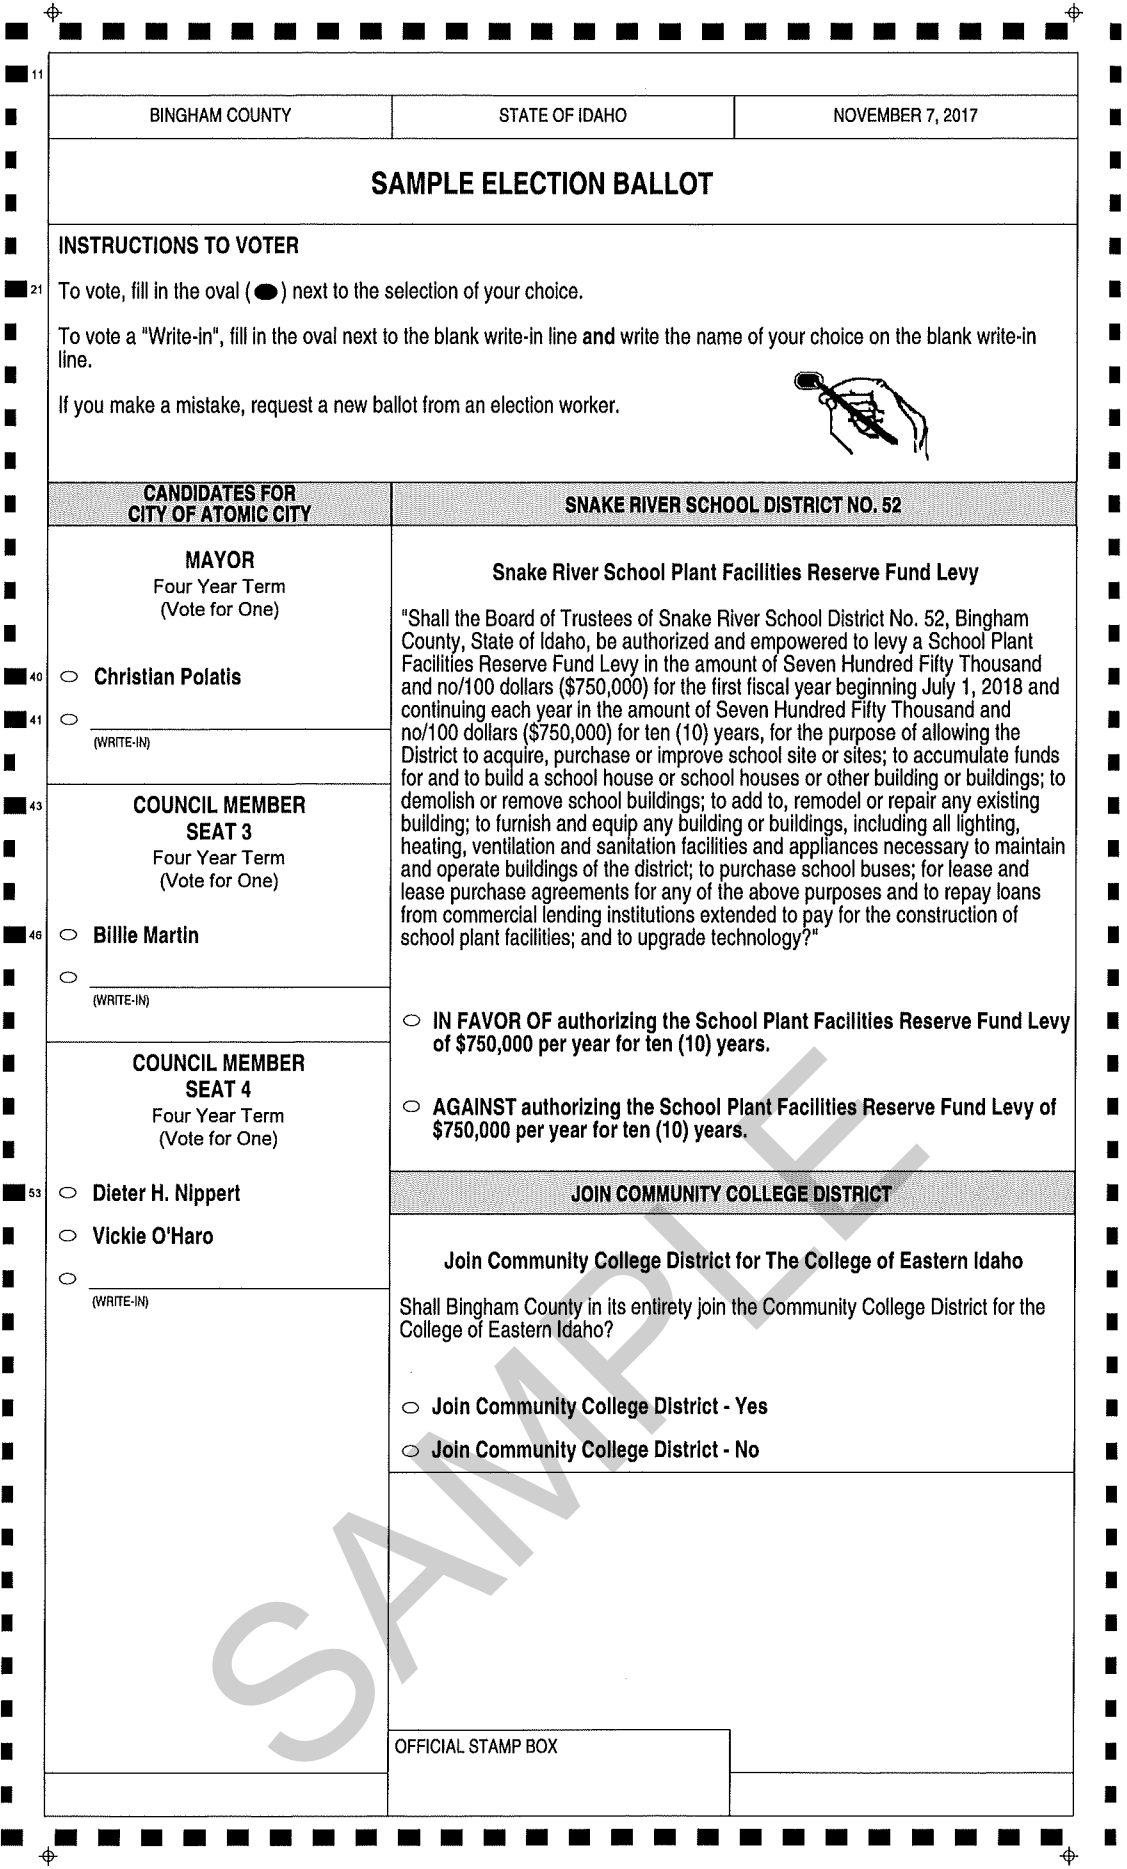 11
BINGHAM COUNTY
STATE OF IDAHO
NOVEMBER 7, 2017
SAMPLE ELECTION BALLOT
INSTRUCTIONS TO VOTER
21
To vote, fill in the oval ( ) next to the selection of your choice.
To vote a "Write-in", fill in the oval next to the blank write-in line and write the name of your choice on the blank write-in
line.
If you make a mistake, request a new ballot from an election worker.
CANDIDATES FOR
CITY OF ATOMIC CITY
MAYOR
Four Year Term
(Vote for One)
40
Christian Polatis
41
(WRITE-IN)
43
COUNCIL MEMBER
SEAT 3
Four Year Term
(Vote for One)
46
Billie Martin
(WRITE-IN)
COUNCIL MEMBER
SEAT 4
Four Year Term
(Vote for One)
53
Dieter H. Nippert
Vickie O'Haro
(WRITE-IN)
SNAKE RIVER SCHOOL DISTRICT NO. 52
Snake River School Plant Facilities Reserve Fund Levy
"Shall the Board of Trustees of Snake River School District No. 52, Bingham
County, State of Idaho, be authorized and empowered to levy a School Plant
Facilities Reserve Fund Levy in the amount of Seven Hundred Fifty Thousand
and no/100 dollars ($750,000) for the first fiscal year beginning July 1, 2018 and
continuing each year in the amount of Seven Hundred Fifty Thousand and
no/100 dollars ($750,000) for ten (10) years, for the purpose of allowing the
District to acquire, purchase or improve school site or sites; to accumulate funds
for and to build a school house or school houses or other building or buildings; to
demolish or remove school buildings; to add to, remodel or repair any existing
building; to furnish and equip any building or buildings, including all lighting,
heating, ventilation and sanitation facilities and appliances necessary to maintain
and operate buildings of the district; to purchase school buses; for lease and
lease purchase agreements for any of the above purposes and to repay loans
from commercial lending institutions extended to pay for the construction of
school plant facilities; and to upgrade technology?"
IN FAVOR OF authorizing the School Plant Facilities Reserve Fund Levy
of $750,000 per year for ten (10) years.
AGAINST authorizing the School Plant Facilities Reserve Fund Levy of
$750,000 per year for ten (10) years.
JOIN COMMUNITY COLLEGE DISTRICT
Join Community College District for The College of Eastern Idaho
Shall Bingham County in its entirety join the Community College District for the
College of Eastern Idaho?
Join Community College District - Yes
Join Community College District - No
SAMPLE
OFFICIAL STAMP BOX